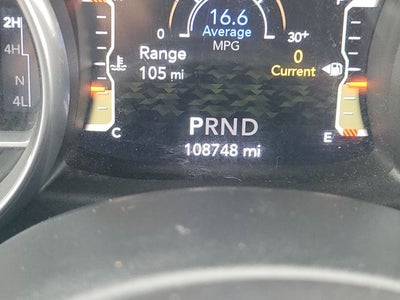 2H
4H
N
4L
16.6
Average
MPG
0
30+
Range
105 mi
0
Current
C
E
PRND
108748 mi